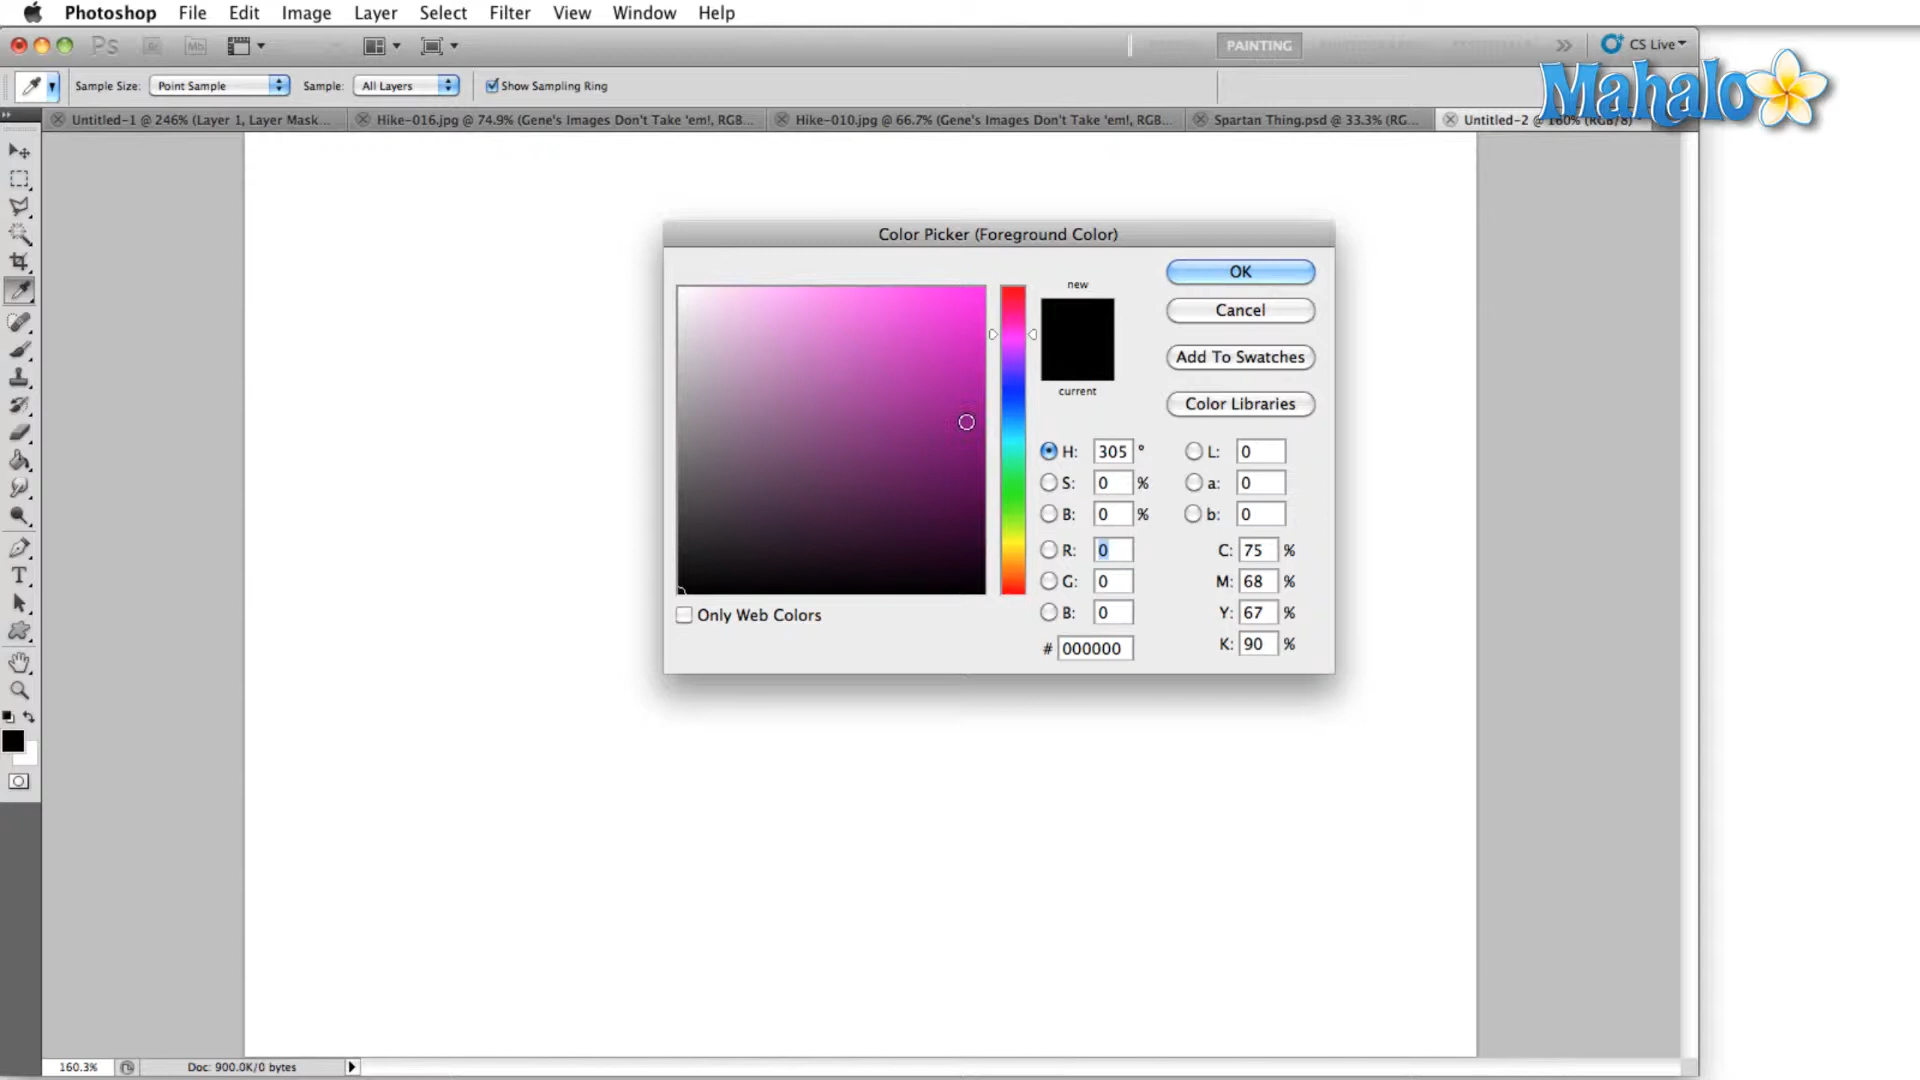 Photoshop File Edit Image Layer Select Filter View Window Help
Ps Br Mb PAINTING CS Live
Sample Size: Point Sample Sample: All Layers Show Sampling Ring
Mahalo
Untitled-1 @ 246% (Layer 1, Layer Mask... Hike-016.jpg @ 74.9% (Gene's Images Don't Take 'em!, RGB... Hike-010.jpg @ 66.7% (Gene's Images Don't Take 'em!, RGB... Spartan Thing.psd @ 33.3% (RG... Untitled-2 @ 160% (RGB/8) *
Color Picker (Foreground Color)
OK
new
Cancel
Add To Swatches
current
Color Libraries
H: 305 ° L: 0
S: 0 % a: 0
B: 0 % b: 0
R: 0 C: 75 %
G: 0 M: 68 %
B: 0 Y: 67 %
Only Web Colors
# 000000 K: 90 %
T
160.3% Doc: 900.0K/0 bytes